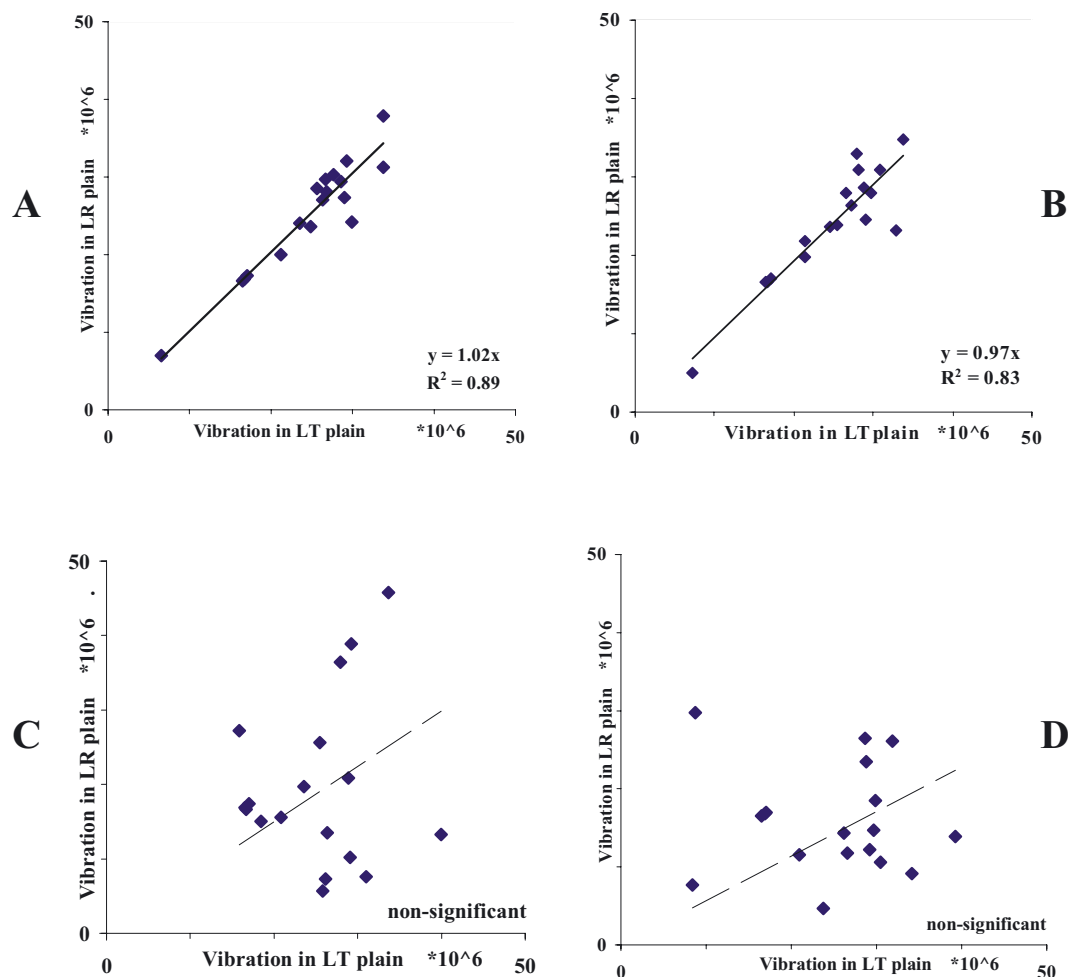 A
50
Vibration in LR plain *10^6
y = 1.02x
R² = 0.89
0
0
Vibration in LT plain *10^6
50
B
50
Vibration in LR plain *10^6
y = 0.97x
R² = 0.83
0
0
Vibration in LT plain *10^6
50
C
50
Vibration in LR plain *10^6
non-significant
0
0
Vibration in LT plain *10^6
50
D
50
Vibration in LR plain *10^6
non-significant
0
0
Vibration in LT plain *10^6
50